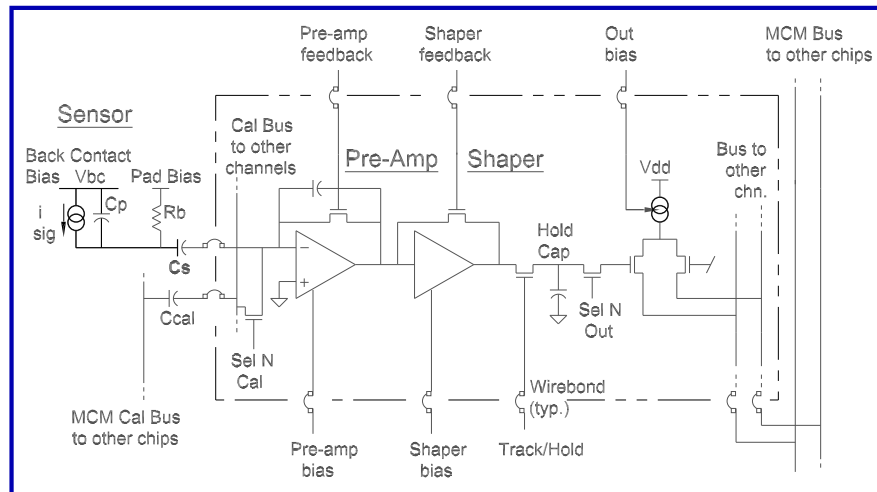 Pre-amp
feedback
Shaper
feedback
Out
bias
MCM Bus
to other chips
Sensor
Cal Bus
to other
channels
Pre-Amp
Shaper
Back Contact
Bias
Vbc
Pad Bias
Cp
Rb
i
sig
Cs
Ccal
Vdd
Bus to
other
chn.
Hold
Cap
Sel N
Cal
Sel N
Out
MCM Cal Bus
to other chips
Wirebond
(typ.)
Pre-amp
bias
Shaper
bias
Track/Hold
− 
+